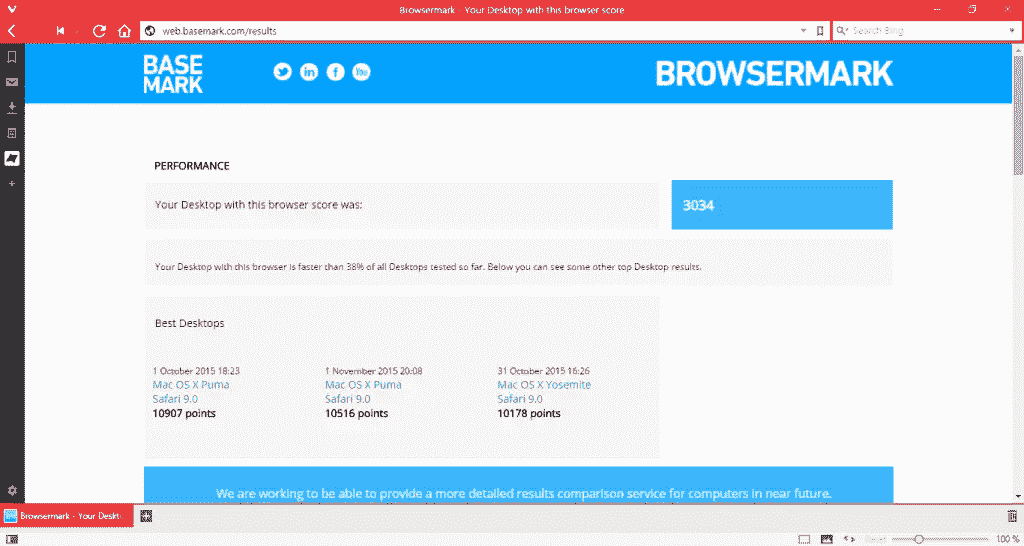 Browsermark - Your Desktop with this browser score
web.basemark.com/results
Search Bing
BASE
MARK
You
BROWSERMARK
PERFORMANCE
Your Desktop with this browser score was:
3034
Your Desktop with this browser is faster than 38% of all Desktops tested so far. Below you can see some other top Desktop results.
Best Desktops
1 October 2015 18:23
Mac OS X Puma
Safari 9.0
10907 points
1 November 2015 20:08
Mac OS X Puma
Safari 9.0
10516 points
31 October 2015 16:26
Mac OS X Yosemite
Safari 9.0
10178 points
We are working to be able to provide a more detailed results comparison service for computers in near future.
Browsermark - Your Deskt
Reset
100 %